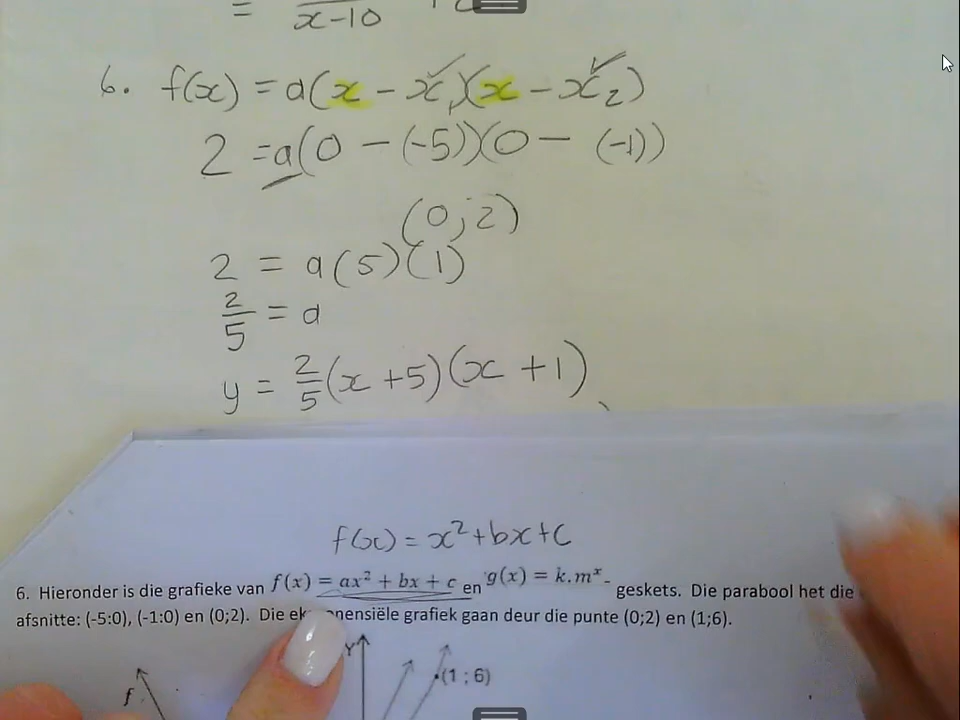 = x-10
6. f(x) = a(x - x₁)(x - x₂)
2 = a(0 - (-5))(0 - (-1))
(0;2)
2 = a(5)(1)
2/5 = a
y = 2/5(x+5)(x+1)
f(x) = x²+bx+c
6. Hieronder is die grafieke van f(x) = ax² + bx + c en g(x) = k.mˣ geskets. Die parabool het die
afsnitte: (-5:0), (-1:0) en (0;2). Die grafiek gaan deur die punte (0;2) en (1;6).
Y
(1 ; 6)
f